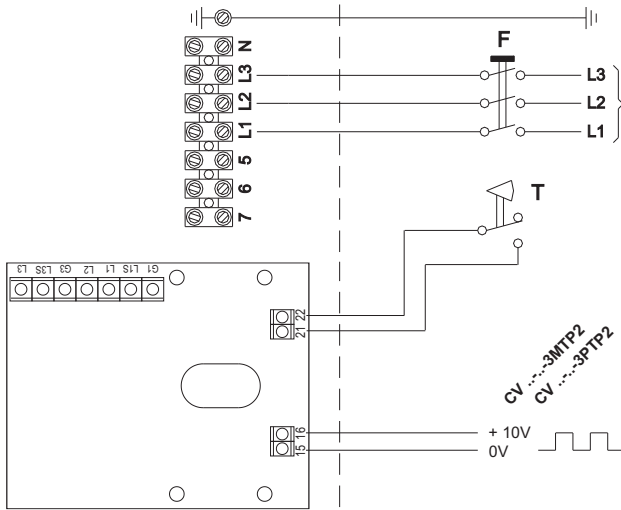 F
N
L3
L3
L2
L2
L1
L1
5
6
7
T
L3 L3S G3 L2 L1 L1S G1
22
21
CV ..-..-3MTP2
CV ..-..-3PTP2
16
+ 10V
15
0V